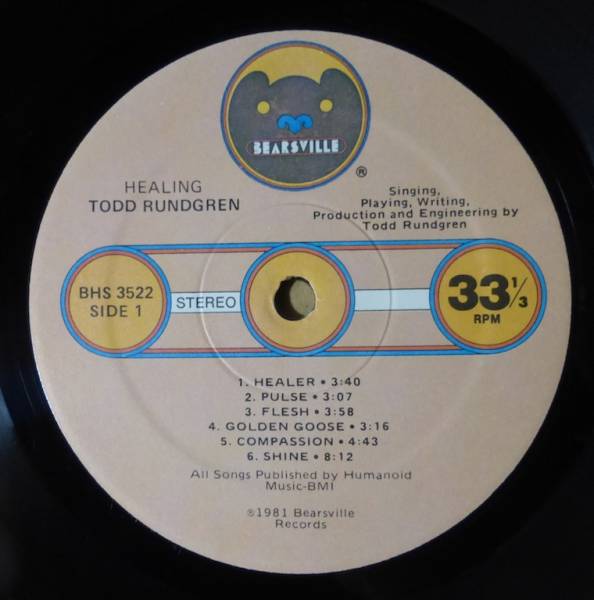 BEARSVILLE
®
HEALING
TODD RUNDGREN
Singing,
Playing, Writing,
Production and Engineering by
Todd Rundgren
BHS 3522
SIDE 1
STEREO
33 1/3
RPM
1. HEALER • 3:40
2. PULSE • 3:07
3. FLESH • 3:58
4. GOLDEN GOOSE • 3:16
5. COMPASSION • 4:43
6. SHINE • 8:12
All Songs Published by Humanoid
Music-BMI
℗1981 Bearsville
Records